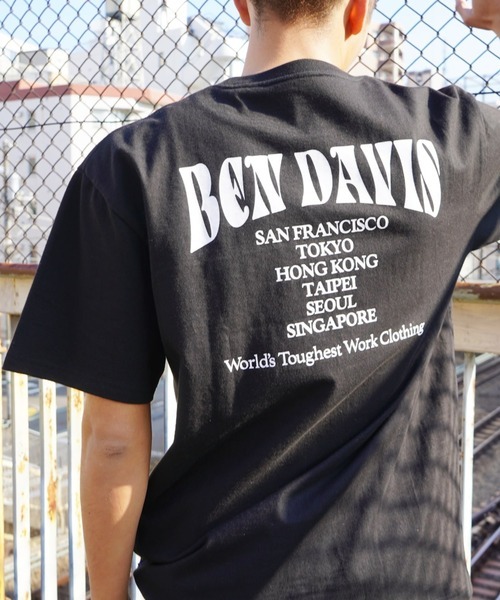 BEN DAVIS
SAN FRANCISCO
TOKYO
HONG KONG
TAIPEI
SEOUL
SINGAPORE
World's Toughest Work Clothing